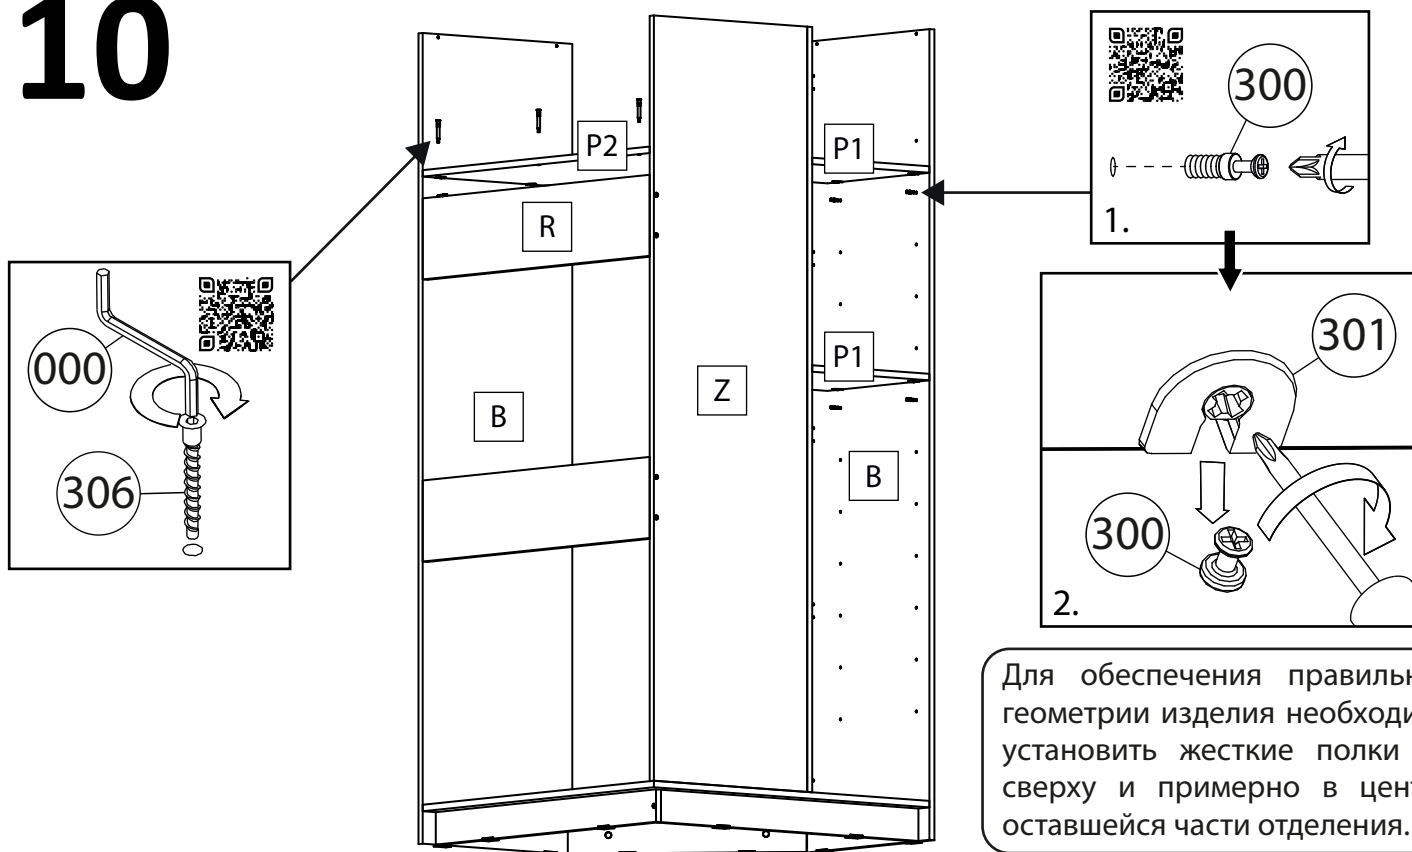 10
P2
P1
R
000
306
B
Z
P1
B
300
1.
301
300
2.
Для обеспечения правильн
геометрии изделия необходи
установить жесткие полки
сверху и примерно в цент
оставшейся части отделения.